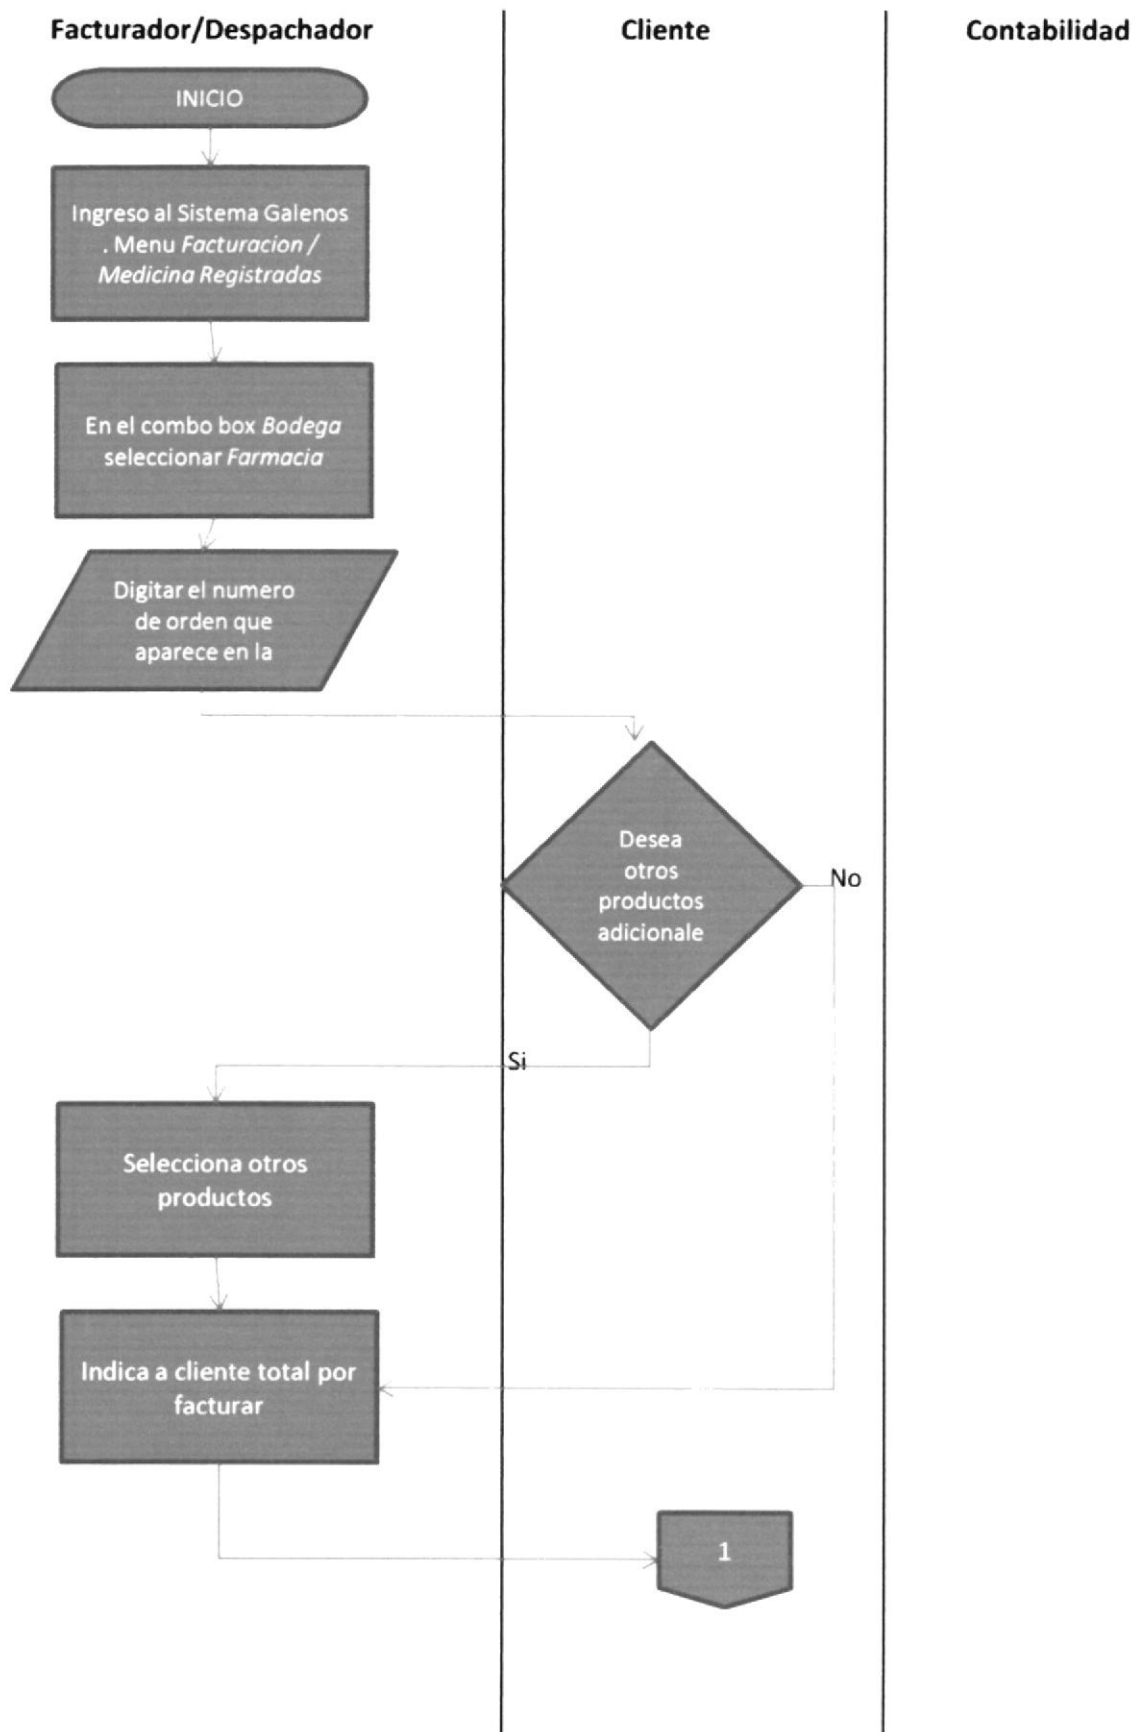 Facturador/Despachador
Cliente
Contabilidad
INICIO
Ingreso al Sistema Galenos
. Menu Facturacion /
Medicina Registradas
En el combo box Bodega
seleccionar Farmacia
Digitar el numero
de orden que
aparece en la
Desea
otros
productos
adicionale
No
Si
Selecciona otros
productos
Indica a cliente total por
facturar
1